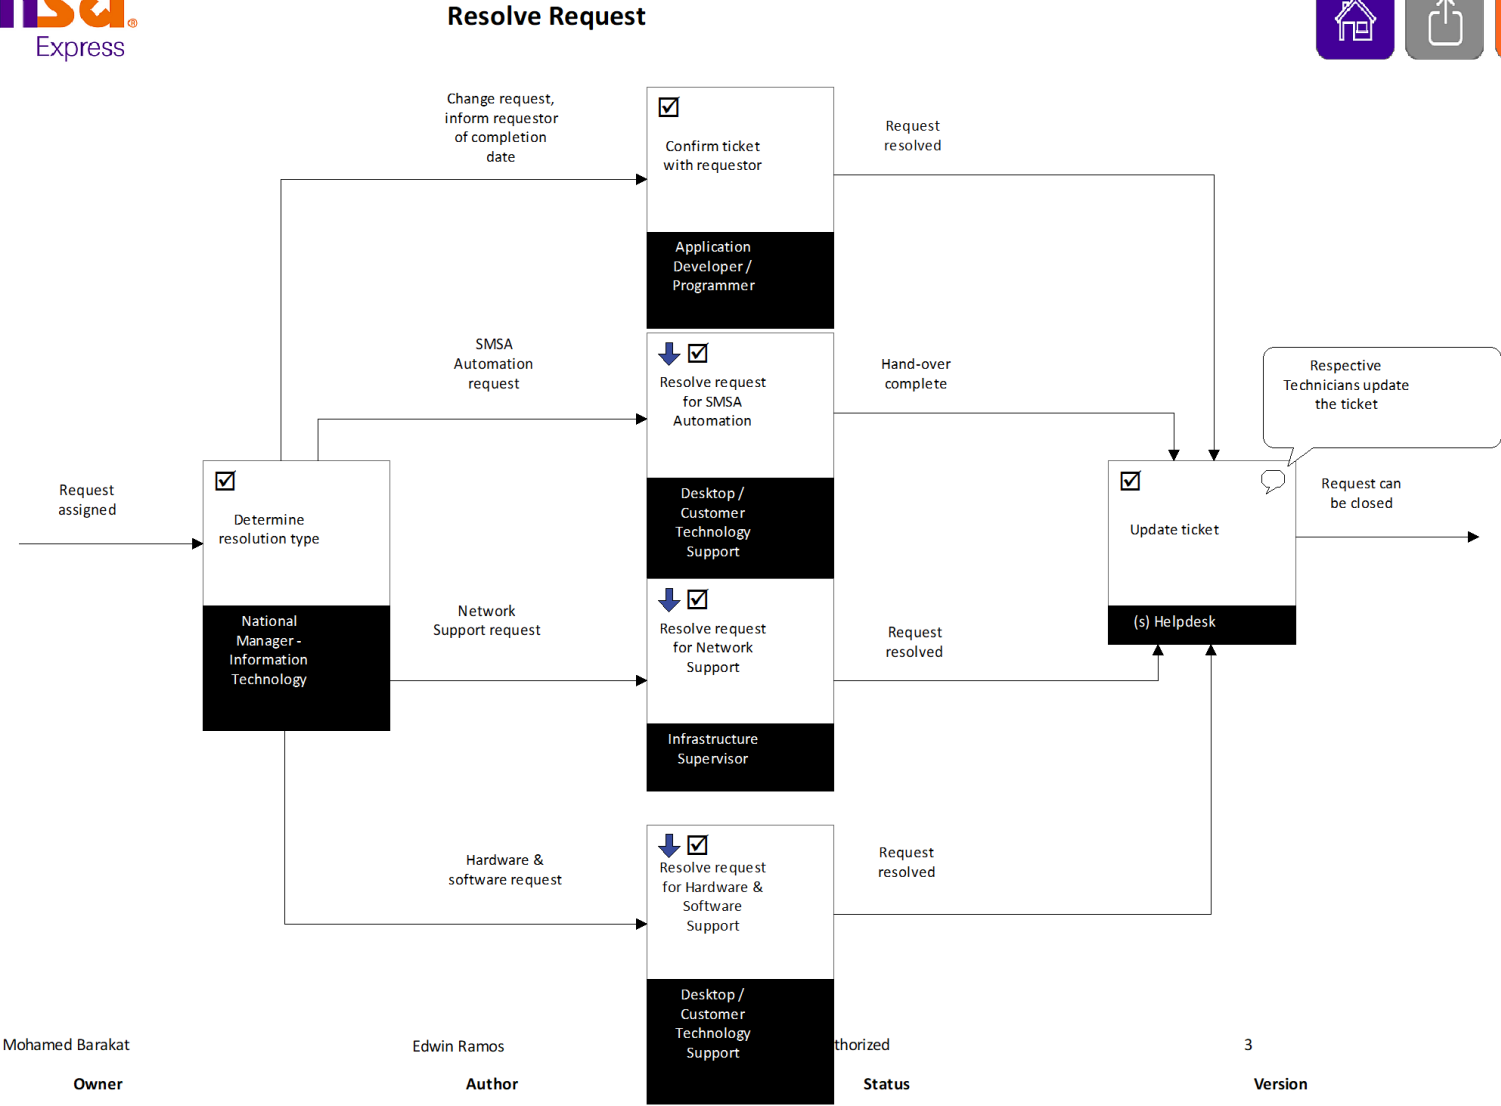 Resolve Request
Express
Change request,
inform requestor
of completion
date
Confirm ticket
with requestor
Application
Developer /
Programmer
Request
resolved
SMSA
Automation
request
Resolve request
for SMSA
Automation
Desktop /
Customer
Technology
Support
Hand-over
complete
Respective
Technicians update
the ticket
Request
assigned
Determine
resolution type
National
Manager -
Information
Technology
Update ticket
(s) Helpdesk
Request can
be closed
Network
Support request
Resolve request
for Network
Support
Infrastructure
Supervisor
Request
resolved
Hardware &
software request
Resolve request
for Hardware &
Software
Support
Desktop /
Customer
Technology
Support
Request
resolved
Mohamed Barakat
Edwin Ramos
thorized
3
Owner
Author
Status
Version